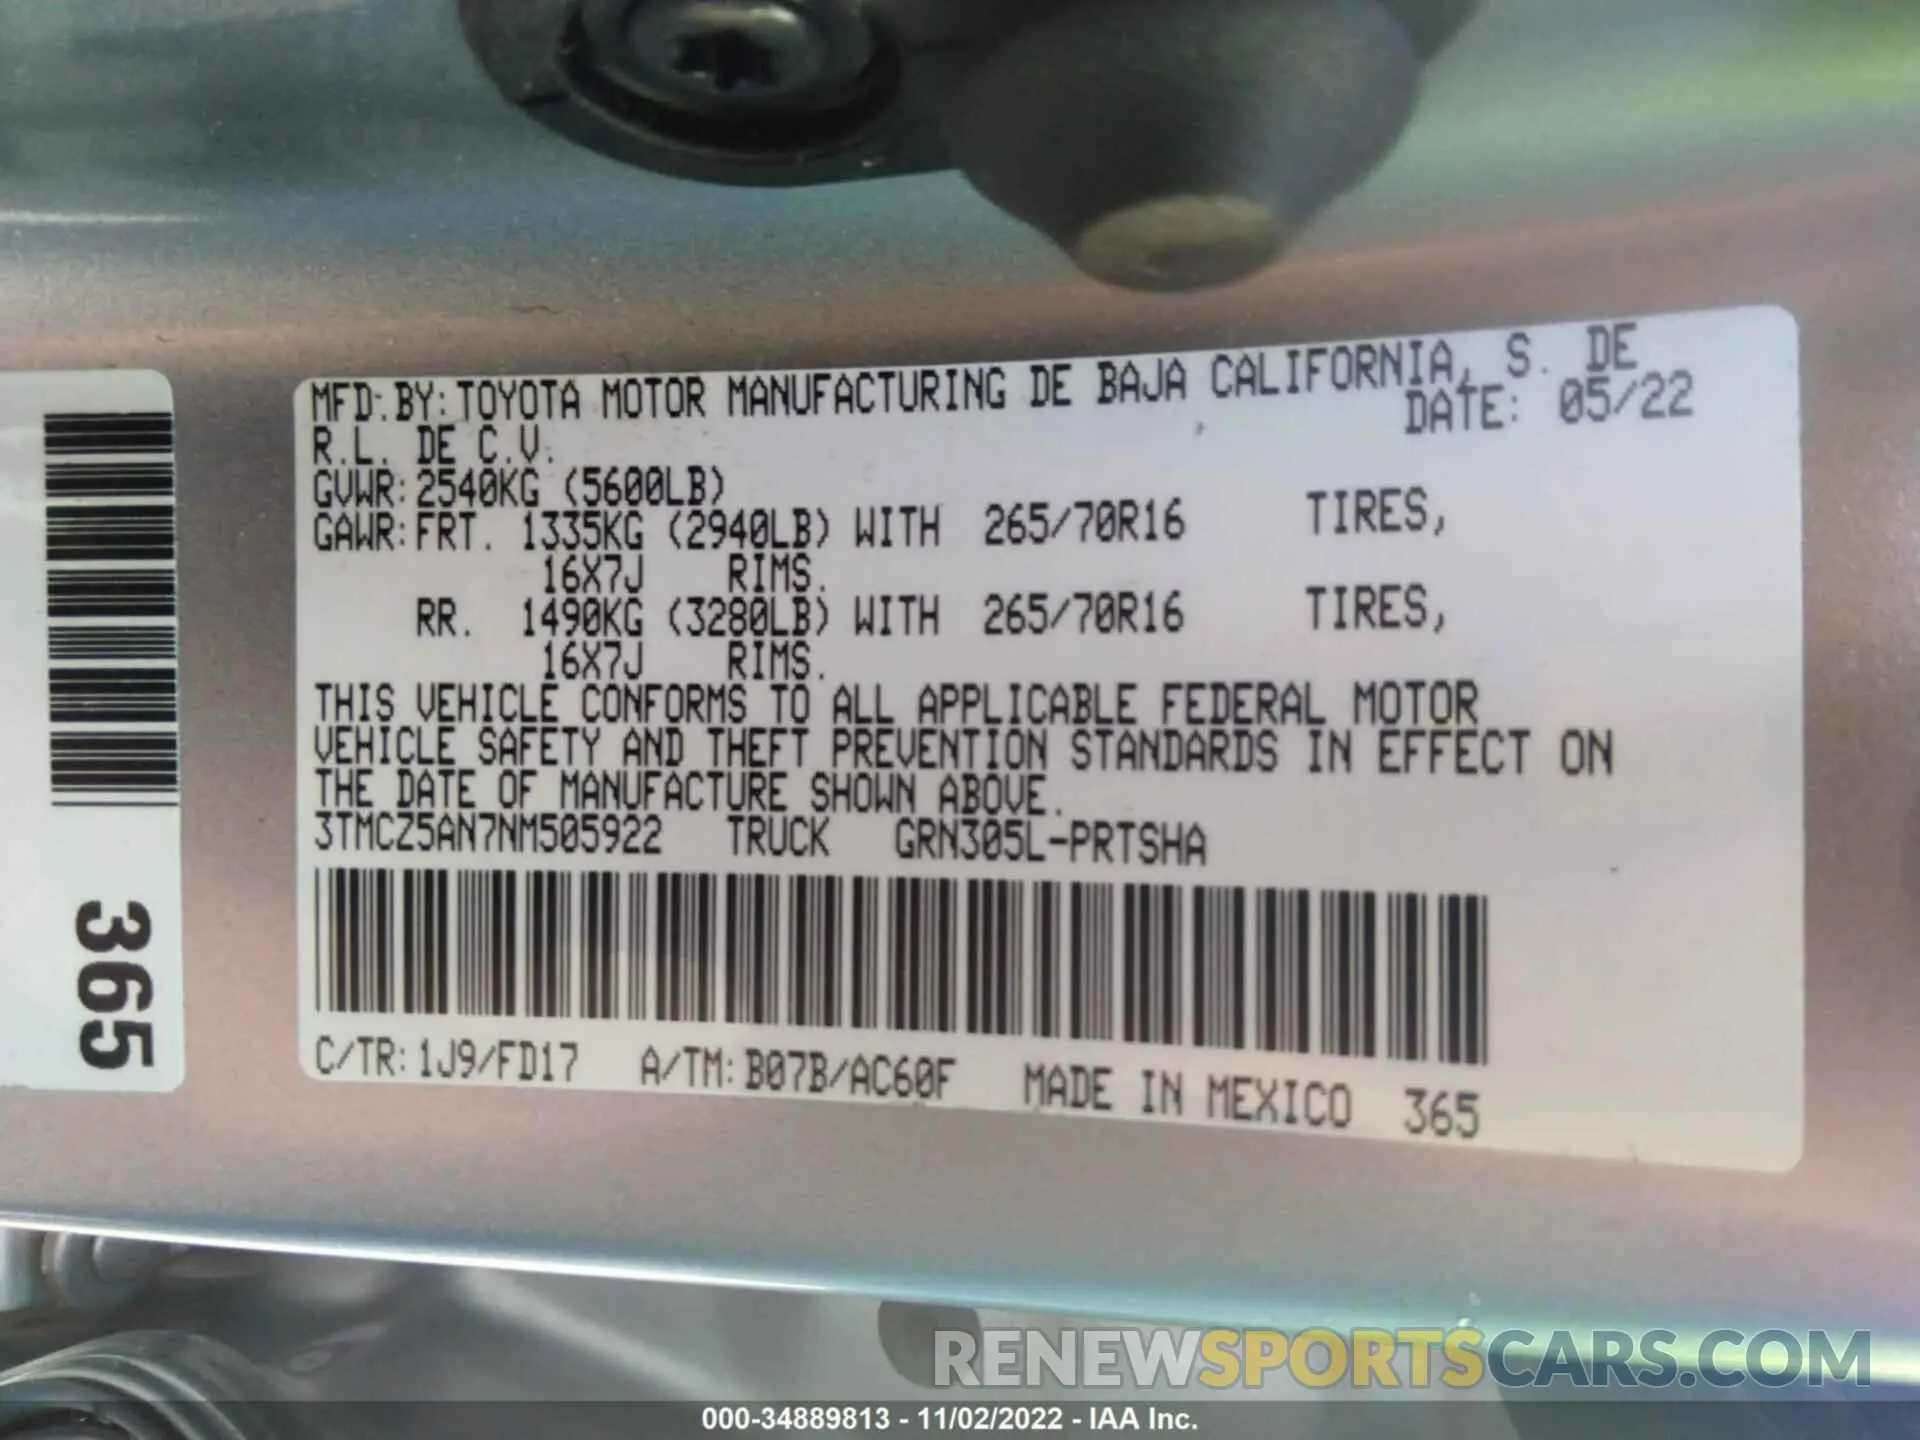 MFD.BY:TOYOTA MOTOR MANUFACTURING DE BAJA CALIFORNIA, S. DE
R.L. DE C.V. DATE: 05/22
GVWR:2540KG (5600LB)
GAWR:FRT. 1335KG (2940LB) WITH 265/70R16 TIRES,
16X7J RIMS.
RR. 1490KG (3280LB) WITH 265/70R16 TIRES,
16X7J RIMS.
THIS VEHICLE CONFORMS TO ALL APPLICABLE FEDERAL MOTOR
VEHICLE SAFETY AND THEFT PREVENTION STANDARDS IN EFFECT ON
THE DATE OF MANUFACTURE SHOWN ABOVE.
3TMCZ5AN7NM505922 TRUCK GRN305L-PRTSHA
C/TR:1J9/FD17 A/TM:B07B/AC60F MADE IN MEXICO 365
365
RENEWSPORTSCARS.COM
000-34889813 - 11/02/2022 - IAA Inc.